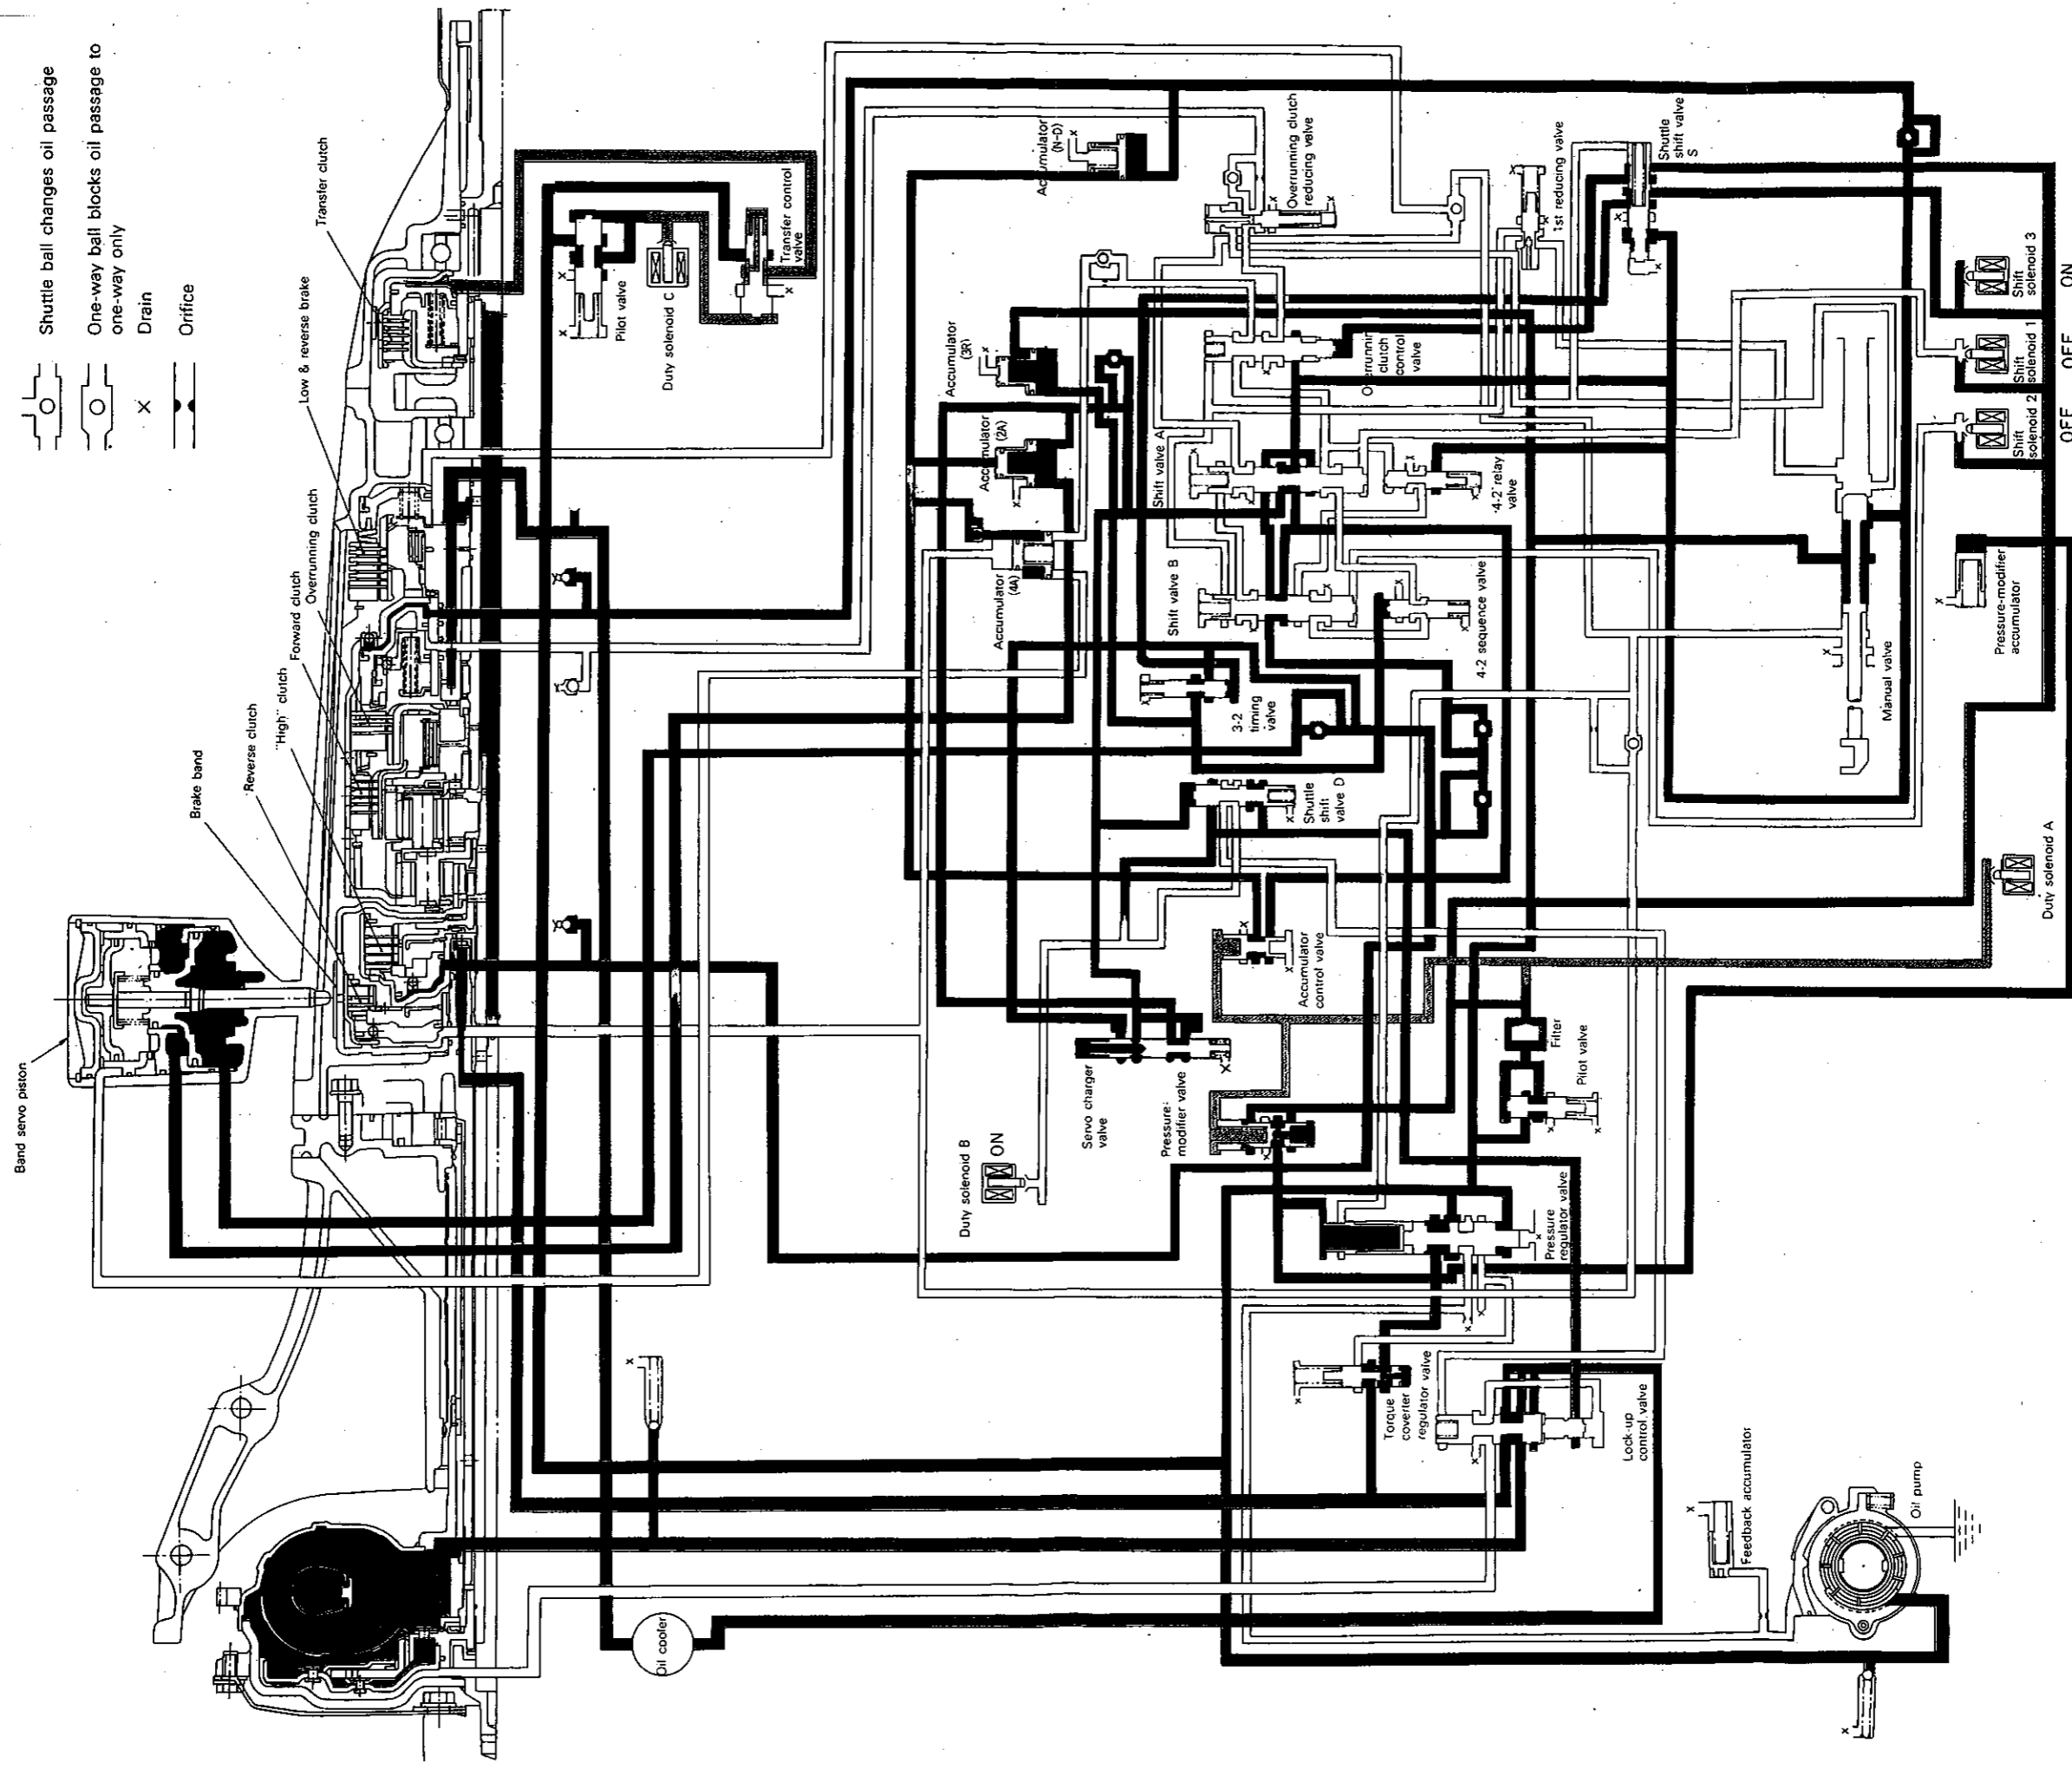 Shuttle ball changes oil passage
One-way ball blocks oil passage to
one-way only
Drain
Orifice
Transfer clutch
Low & reverse brake
Overrunning clutch
Forward clutch
"High" clutch
Reverse clutch
Brake band
Band servo piston
Pilot valve
Duty solenoid C
Transfer control
valve
Accumulator
(N-D)
Overrunning clutch
reducing valve
1st reducing valve
Shuttle
shift valve
S
Accumulator
(3R)
Accumulator
(2A)
Accumulator
(4A)
Overrunning
clutch
control
valve
Shift valve A
4-2 relay
valve
Shift valve B
4-2 sequence valve
3-2
timing
valve
Shuttle
shift
valve D
Shift
solenoid 3
ON
Shift
solenoid 1
OFF
Shift
solenoid 2
OFF
Manual valve
Pressure-modifier
accumulator
Duty solenoid A
Accumulator
control valve
Servo charger
valve
Pressure-
modifier valve
Filter
Pilot valve
Duty solenoid B
ON
Pressure
regulator valve
Torque
coverter
regulator valve
Lock-up
control valve
Feedback accumulator
Oil pump
Oil cooler